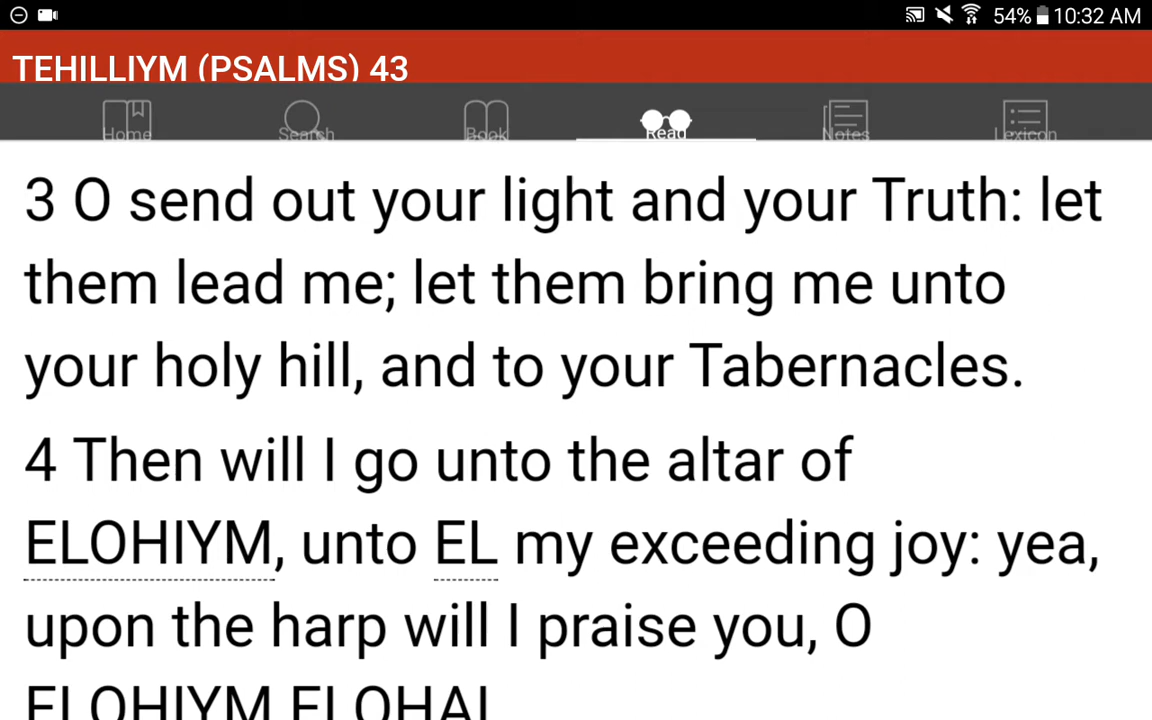 54% 10:32 AM
TEHILLIYM (PSALMS) 43
Home Search Book Read Notes Lexicon
3 O send out your light and your Truth: let
them lead me; let them bring me unto
your holy hill, and to your Tabernacles.
4 Then will I go unto the altar of
ELOHIYM, unto EL my exceeding joy: yea,
upon the harp will I praise you, O
ELOHIYM ELOHAI